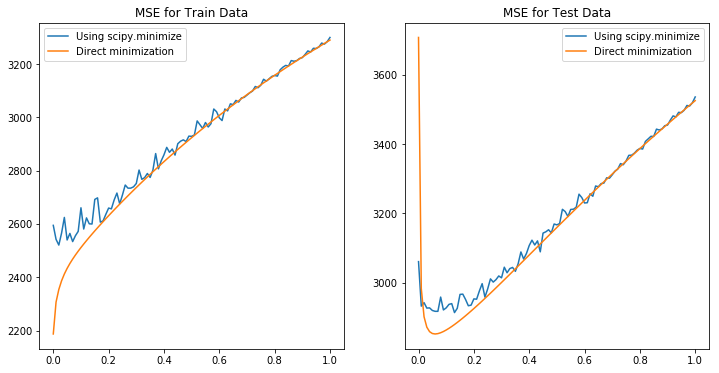 MSE for Train Data
Using scipy.minimize
Direct minimization
3200
3000
2800
2600
2400
2200
0.0 0.2 0.4 0.6 0.8 1.0
MSE for Test Data
Using scipy.minimize
Direct minimization
3600
3400
3200
3000
0.0 0.2 0.4 0.6 0.8 1.0